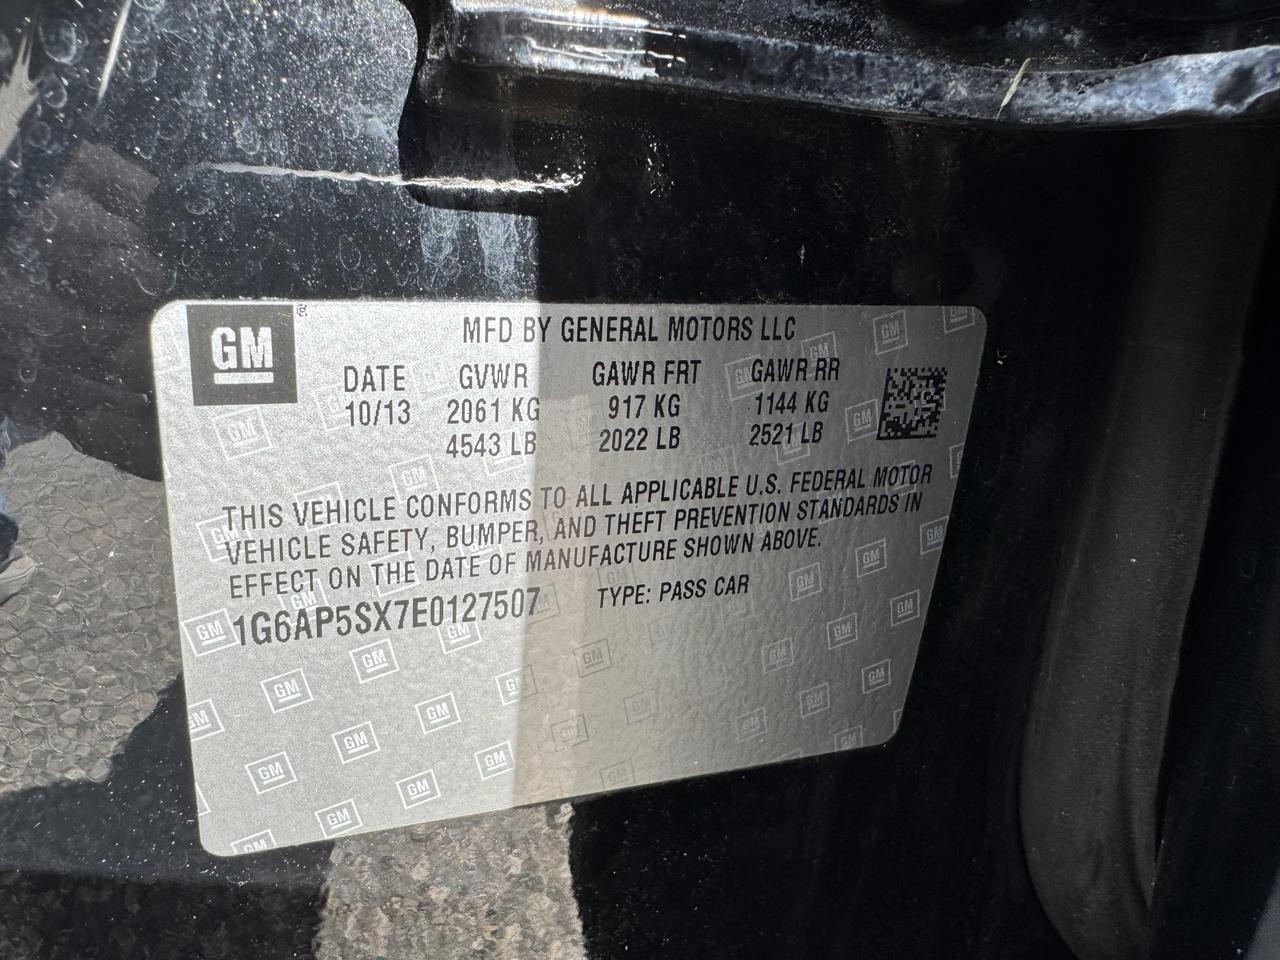 GM ®
MFD BY GENERAL MOTORS LLC
DATE GVWR GAWR FRT GAWR RR
10/13 2061 KG 917 KG 1144 KG
4543 LB 2022 LB 2521 LB
THIS VEHICLE CONFORMS TO ALL APPLICABLE U.S. FEDERAL MOTOR
VEHICLE SAFETY, BUMPER, AND THEFT PREVENTION STANDARDS IN
EFFECT ON THE DATE OF MANUFACTURE SHOWN ABOVE.
1G6AP5SX7E0127507 TYPE: PASS CAR